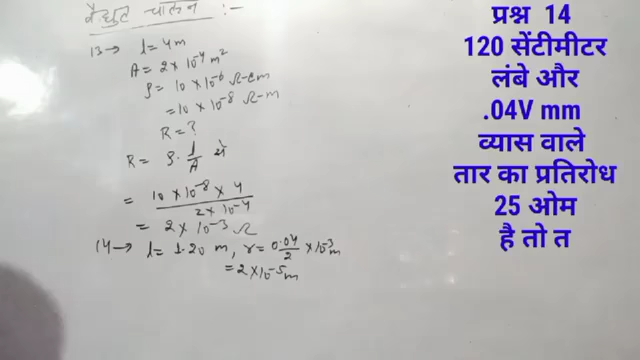 वैद्युत चालन :-
13→ l = 4m
A = 2 × 10⁻⁴ m²
ρ = 10 × 10⁻⁶ Ω-cm
= 10 × 10⁻⁸ Ω-m
R = ?
R = ρ · l/A से
= 10 × 10⁻⁸ × 4 / 2 × 10⁻⁴
= 2 × 10⁻³ Ω
14→ l = 1.20 m, r = 0.04/2 × 10⁻³ m
= 2 × 10⁻⁵ m
प्रश्न 14
120 सेंटीमीटर
लंबे और
.04V mm
व्यास वाले
तार का प्रतिरोध
25 ओम
है तो त